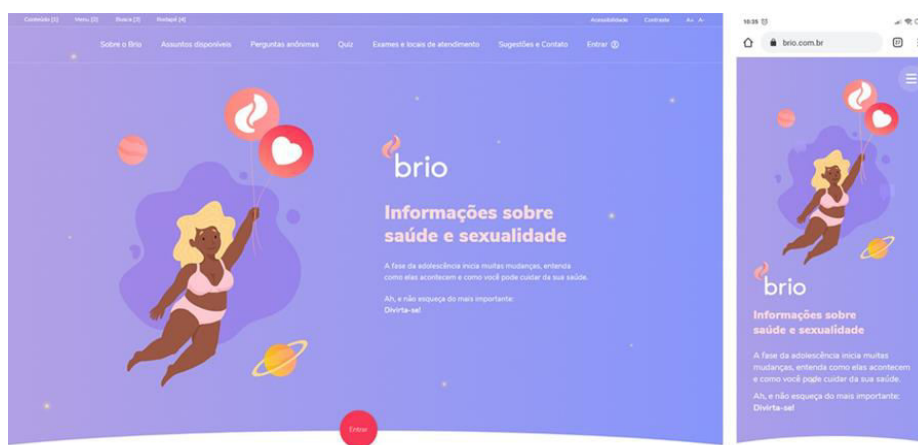 Conteúdo [1] Menu [2] Busca [3] Rodapé [4] Acessibilidade Contraste A+ A-
Sobre o Brio Assuntos disponíveis Perguntas anônimas Quiz Exames e locais de atendimento Sugestões e Contato Entrar
brio
Informações sobre
saúde e sexualidade
A fase da adolescência inicia muitas mudanças, entenda
como elas acontecem e como você pode cuidar da sua saúde.
Ah, e não esqueça do mais importante:
Divirta-se!
Entrar
16:35
brio.com.br
brio
Informações sobre
saúde e sexualidade
A fase da adolescência inicia muitas
mudanças, entenda como elas acontecem
e como você pode cuidar da sua saúde.
Ah, e não esqueça do mais importante:
Divirta-se!